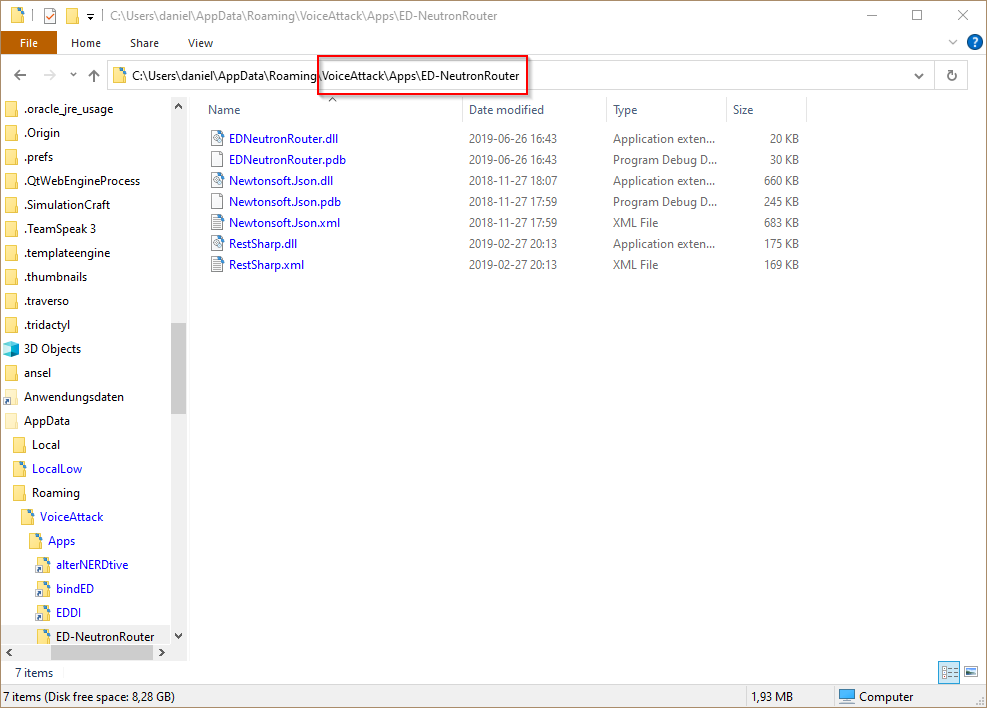 C:\Users\daniel\AppData\Roaming\VoiceAttack\Apps\ED-NeutronRouter
File Home Share View
C:\Users\daniel\AppData\Roaming\VoiceAttack\Apps\ED-NeutronRouter
.oracle_jre_usage
.Origin
.prefs
.QtWebEngineProcess
.SimulationCraft
.TeamSpeak 3
.templateengine
.thumbnails
.traverso
.tridactyl
3D Objects
ansel
Anwendungsdaten
AppData
Local
LocalLow
Roaming
VoiceAttack
Apps
alterNERDtive
bindED
EDDI
ED-NeutronRouter
Name Date modified Type Size
EDNeutronRouter.dll 2019-06-26 16:43 Application exten... 20 KB
EDNeutronRouter.pdb 2019-06-26 16:43 Program Debug D... 30 KB
Newtonsoft.Json.dll 2018-11-27 18:07 Application exten... 660 KB
Newtonsoft.Json.pdb 2018-11-27 17:59 Program Debug D... 245 KB
Newtonsoft.Json.xml 2018-11-27 17:59 XML File 683 KB
RestSharp.dll 2019-02-27 20:13 Application exten... 175 KB
RestSharp.xml 2019-02-27 20:13 XML File 169 KB
7 items
7 items (Disk free space: 8,28 GB) 1,93 MB Computer